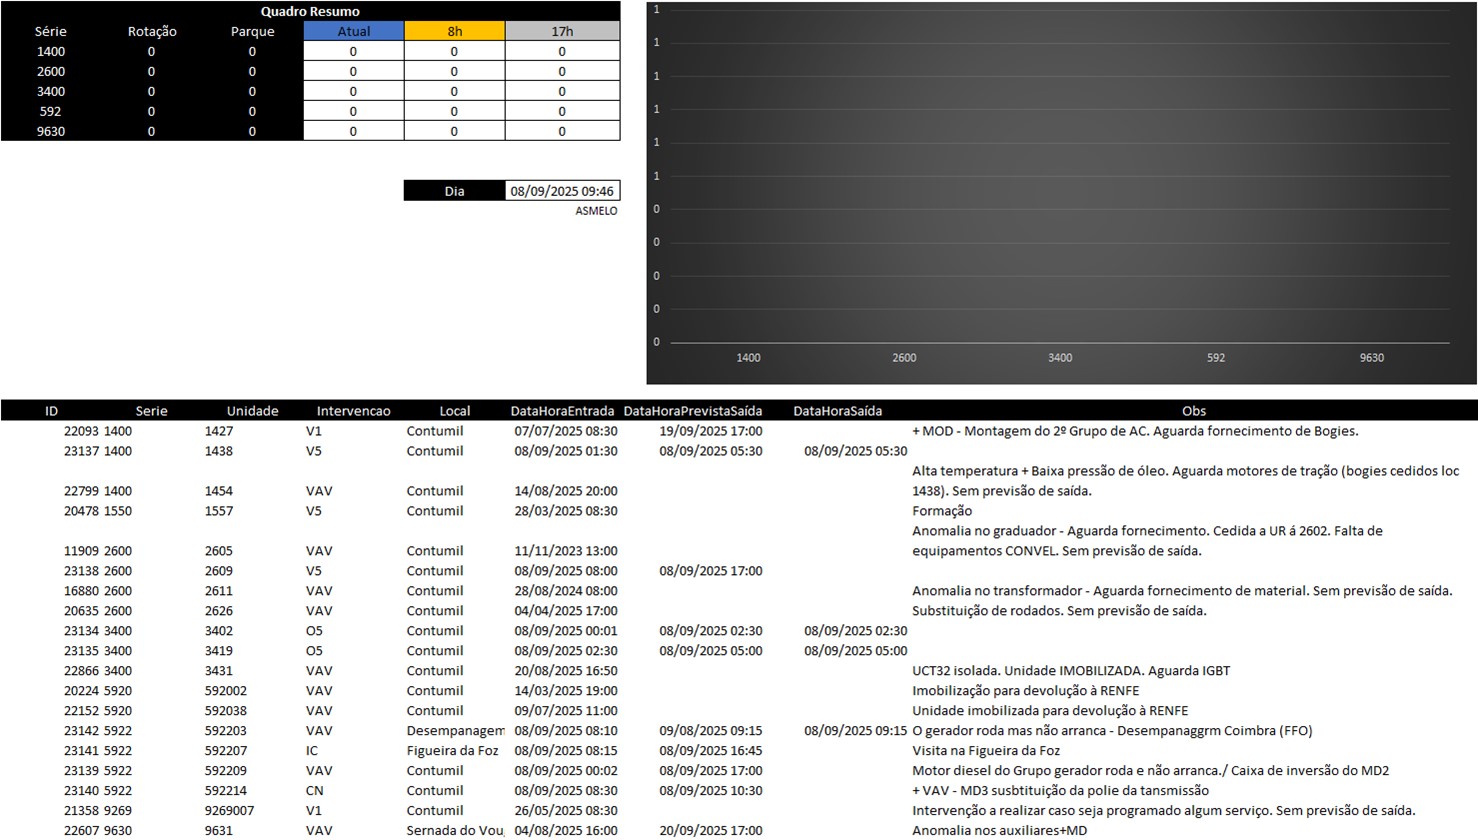 Quadro Resumo
Série Rotação Parque Atual 8h 17h
1400 0 0 0 0 0
2600 0 0 0 0 0
3400 0 0 0 0 0
592 0 0 0 0 0
9630 0 0 0 0 0
Dia 08/09/2025 09:46
ASMELO
1
1
1
1
1
1
0
0
0
0
0
1400 2600 3400 592 9630
ID Serie Unidade Intervencao Local DataHoraEntrada DataHoraPrevistaSaída DataHoraSaída Obs
22093 1400 1427 V1 Contumil 07/07/2025 08:30 19/09/2025 17:00 + MOD - Montagem do 2º Grupo de AC. Aguarda fornecimento de Bogies.
23137 1400 1438 V5 Contumil 08/09/2025 01:30 08/09/2025 05:30 08/09/2025 05:30
Alta temperatura + Baixa pressão de óleo. Aguarda motores de tração (bogies cedidos loc
22799 1400 1454 VAV Contumil 14/08/2025 20:00 1438). Sem previsão de saída.
20478 1550 1557 V5 Contumil 28/03/2025 08:30 Formação
Anomalia no graduador - Aguarda fornecimento. Cedida a UR á 2602. Falta de
11909 2600 2605 VAV Contumil 11/11/2023 13:00 equipamentos CONVEL. Sem previsão de saída.
23138 2600 2609 V5 Contumil 08/09/2025 08:00 08/09/2025 17:00
16880 2600 2611 VAV Contumil 28/08/2024 08:00 Anomalia no transformador - Aguarda fornecimento de material. Sem previsão de saída.
20635 2600 2626 VAV Contumil 04/04/2025 17:00 Substituição de rodados. Sem previsão de saída.
23134 3400 3402 O5 Contumil 08/09/2025 00:01 08/09/2025 02:30 08/09/2025 02:30
23135 3400 3419 O5 Contumil 08/09/2025 02:30 08/09/2025 05:00 08/09/2025 05:00
22866 3400 3431 VAV Contumil 20/08/2025 16:50 UCT32 isolada. Unidade IMOBILIZADA. Aguarda IGBT
20224 5920 592002 VAV Contumil 14/03/2025 19:00 Imobilização para devolução à RENFE
22152 5920 592038 VAV Contumil 09/07/2025 11:00 Unidade imobilizada para devolução à RENFE
23142 5922 592203 VAV Desempanagem 08/09/2025 08:10 09/08/2025 09:15 08/09/2025 09:15 O gerador roda mas não arranca - Desempanaggrm Coimbra (FFO)
23141 5922 592207 IC Figueira da Foz 08/09/2025 08:15 08/09/2025 16:45 Visita na Figueira da Foz
23139 5922 592209 VAV Contumil 08/09/2025 00:02 08/09/2025 17:00 Motor diesel do Grupo gerador roda e não arranca./ Caixa de inversão do MD2
23140 5922 592214 CN Contumil 08/09/2025 08:30 08/09/2025 10:30 + VAV - MD3 susbtituição da polie da tansmissão
21358 9269 9269007 V1 Contumil 26/05/2025 08:30 Intervenção a realizar caso seja programado algum serviço. Sem previsão de saída.
22607 9630 9631 VAV Sernada do Vou 04/08/2025 16:00 20/09/2025 17:00 Anomalia nos auxiliares+MD